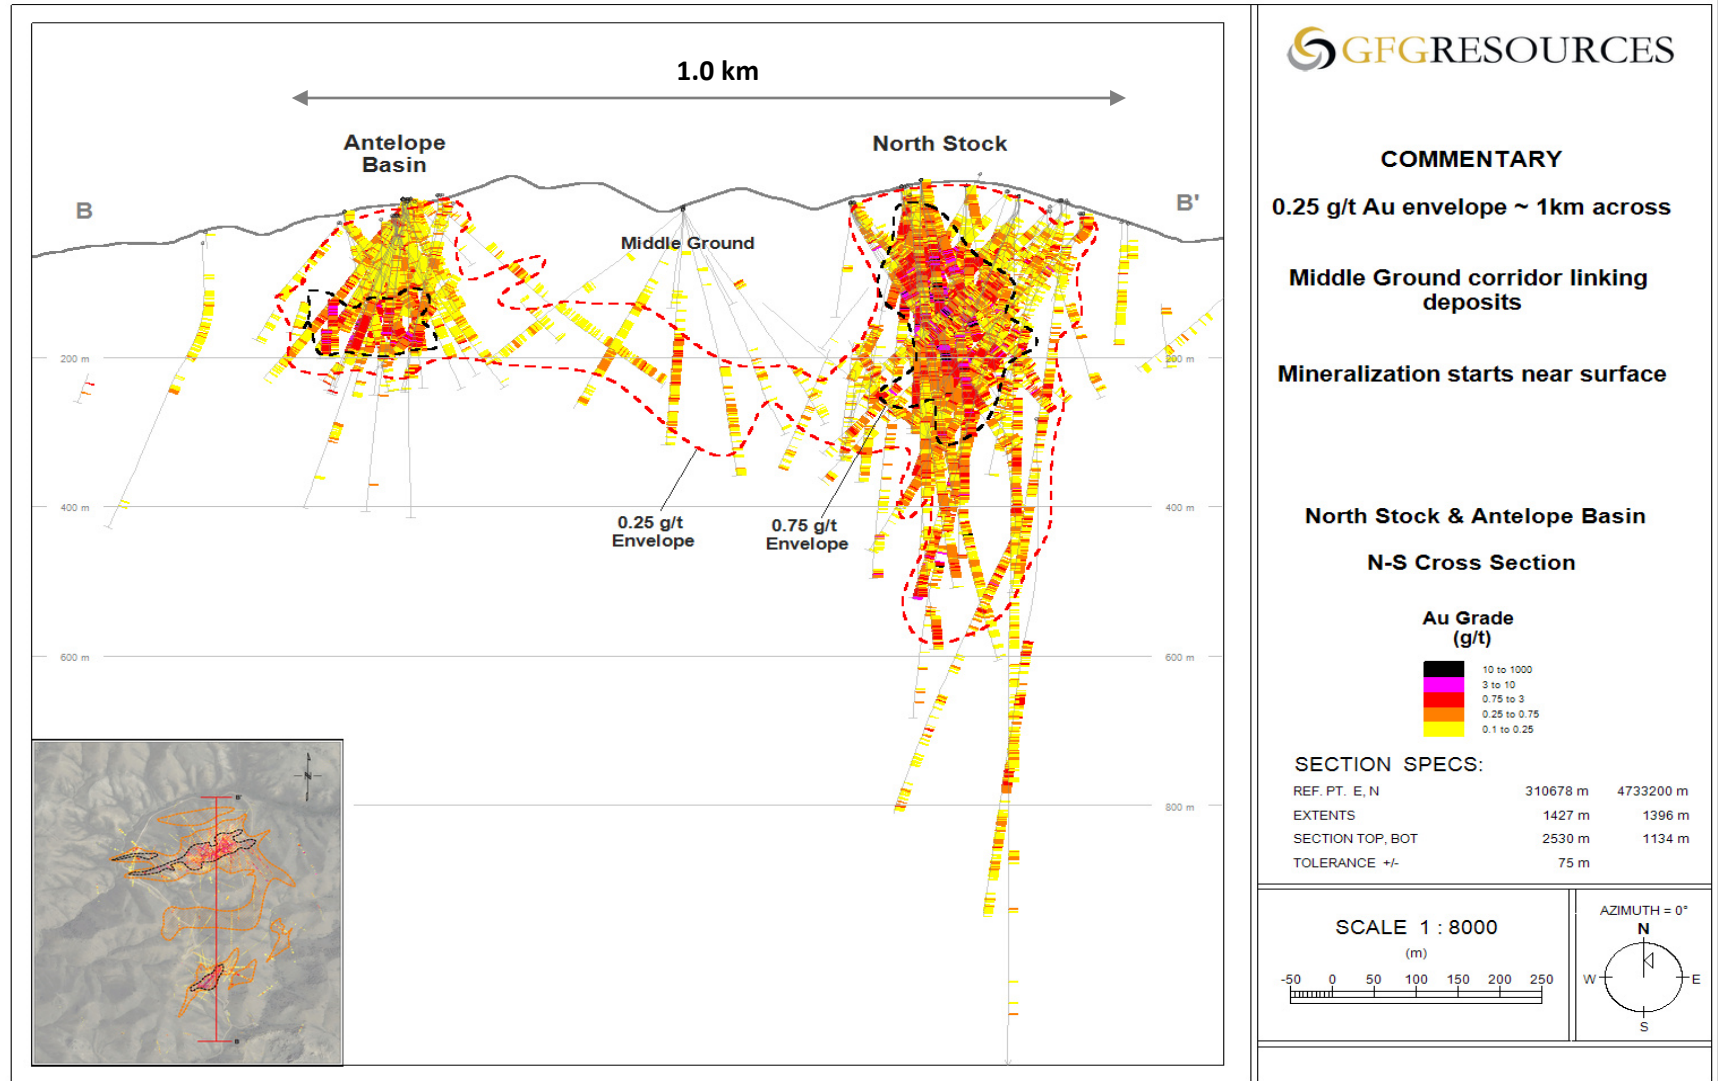 1.0 km
Antelope
Basin
North Stock
B
B'
Middle Ground
200 m
200 m
400 m
400 m
0.25 g/t
Envelope
0.75 g/t
Envelope
600 m
600 m
800 m
N
B'
B
GFGRESOURCES
COMMENTARY
0.25 g/t Au envelope ~ 1km across
Middle Ground corridor linking
deposits
Mineralization starts near surface
North Stock & Antelope Basin
N-S Cross Section
Au Grade
(g/t)
10 to 1000
3 to 10
0.75 to 3
0.25 to 0.75
0.1 to 0.25
SECTION SPECS:
REF. PT. E, N 310678 m 4733200 m
EXTENTS 1427 m 1396 m
SECTION TOP, BOT 2530 m 1134 m
TOLERANCE +/- 75 m
SCALE 1 : 8000
(m)
-50 0 50 100 150 200 250
AZIMUTH = 0°
N
W E
S